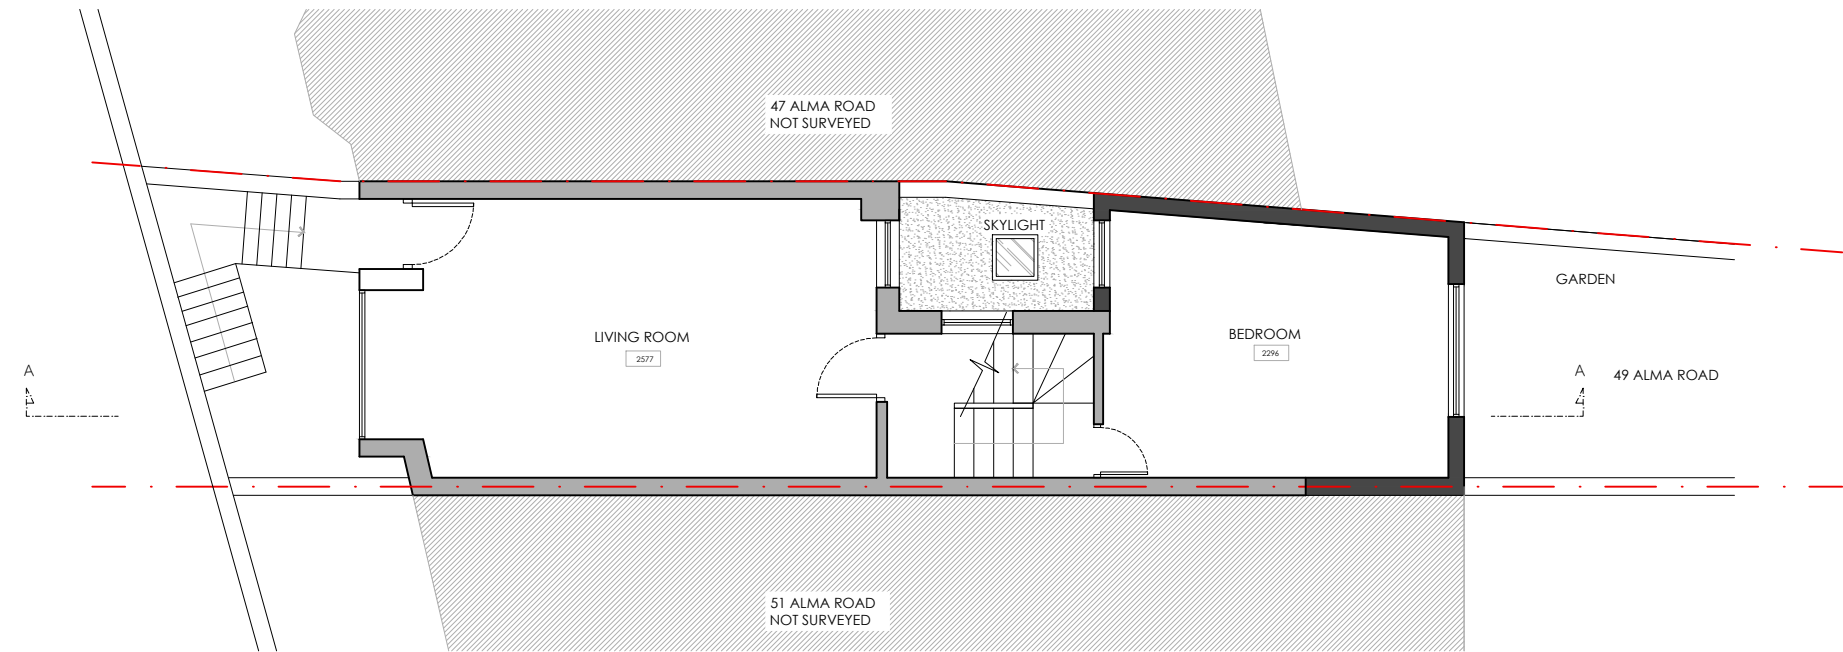 47 ALMA ROAD
NOT SURVEYED
SKYLIGHT
GARDEN
LIVING ROOM
2577
BEDROOM
2296
A
A
49 ALMA ROAD
51 ALMA ROAD
NOT SURVEYED